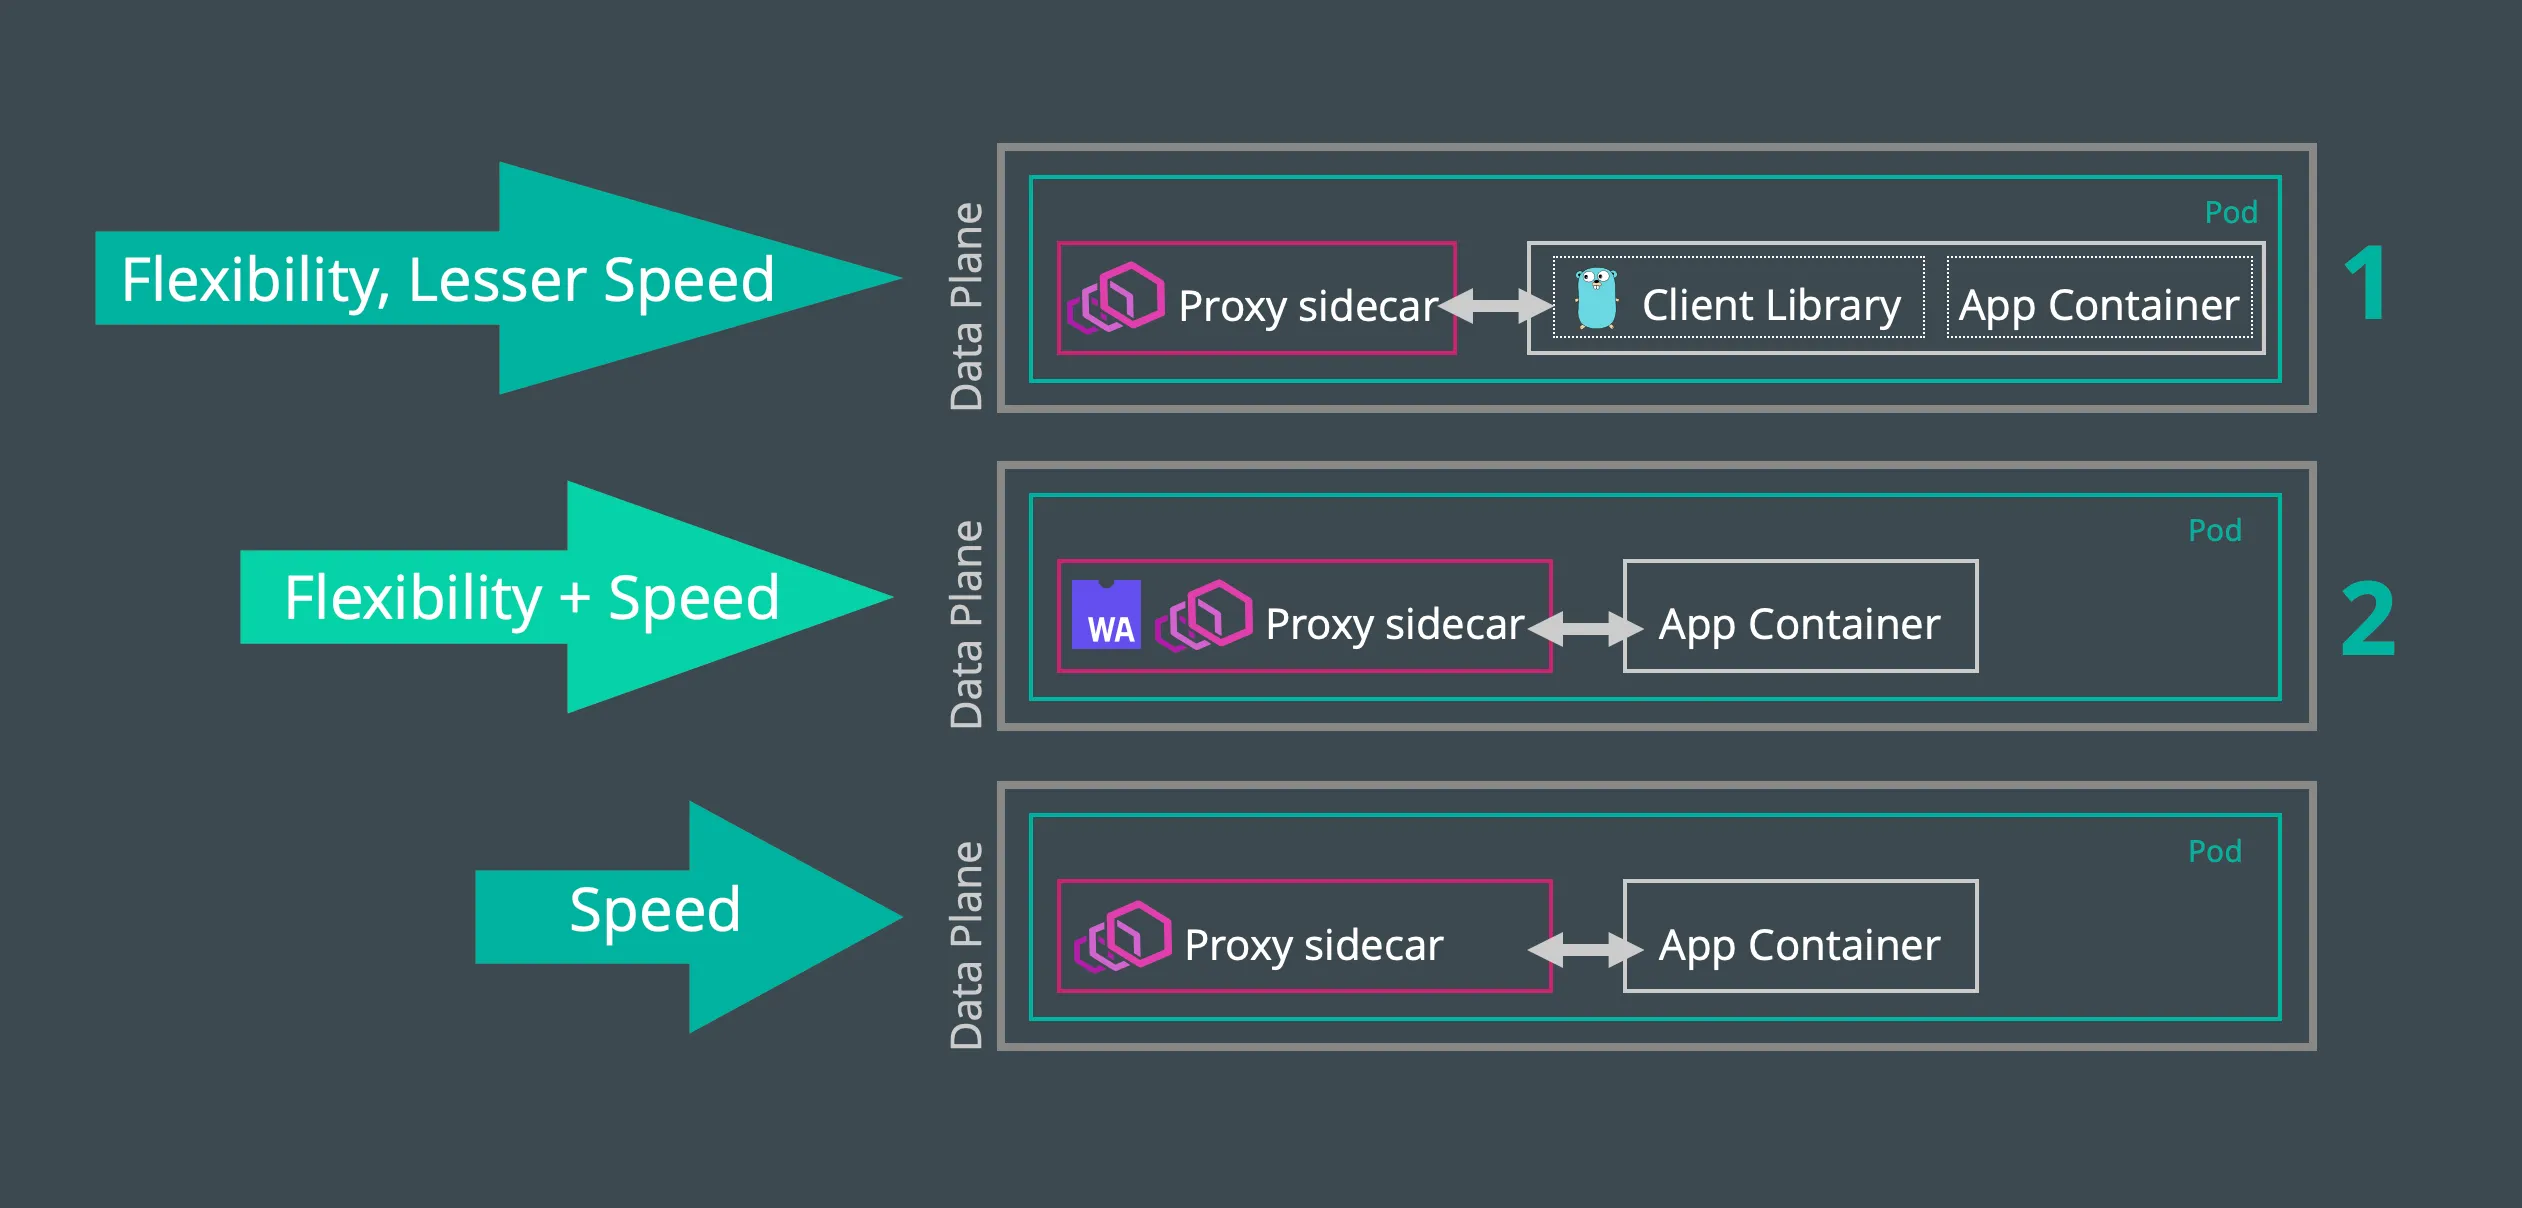 Flexibility, Lesser Speed
Data Plane
Pod
Proxy sidecar
Client Library
App Container
1
Flexibility + Speed
Data Plane
Pod
WA
Proxy sidecar
App Container
2
Speed
Data Plane
Pod
Proxy sidecar
App Container